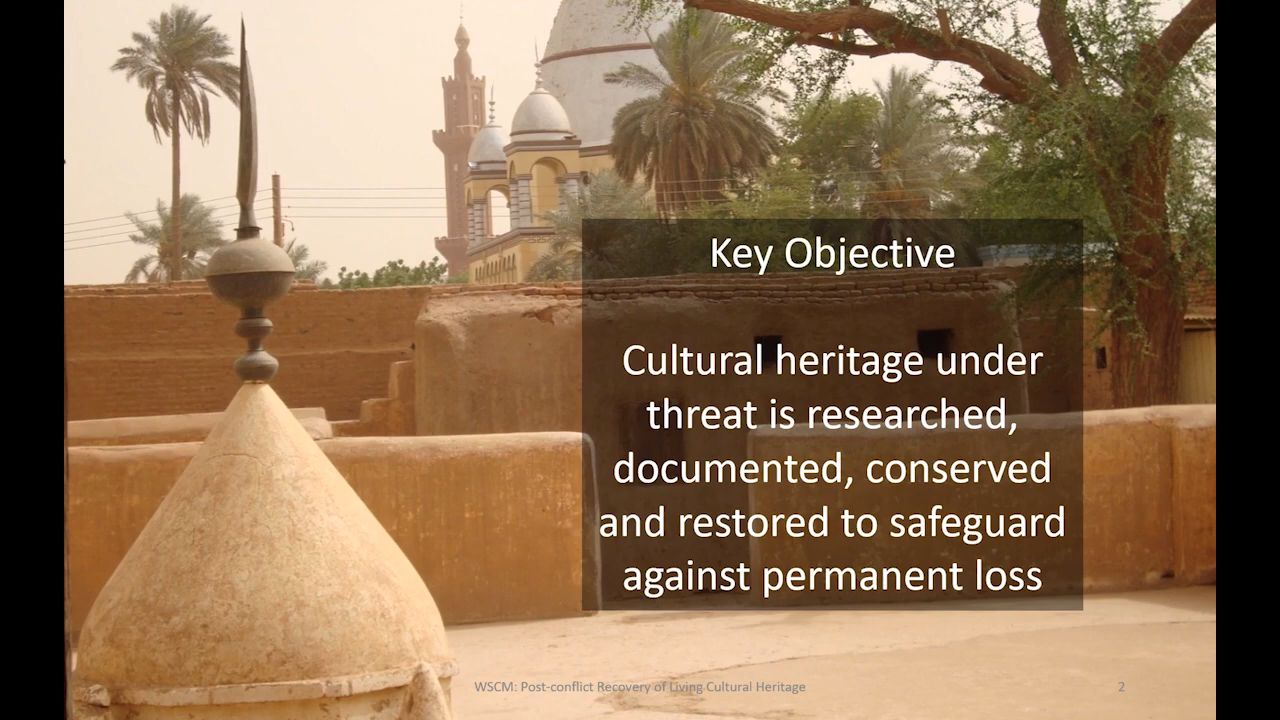 Key Objective
Cultural heritage under
threat is researched,
documented, conserved
and restored to safeguard
against permanent loss
WSCM: Post-conflict Recovery of Living Cultural Heritage
2